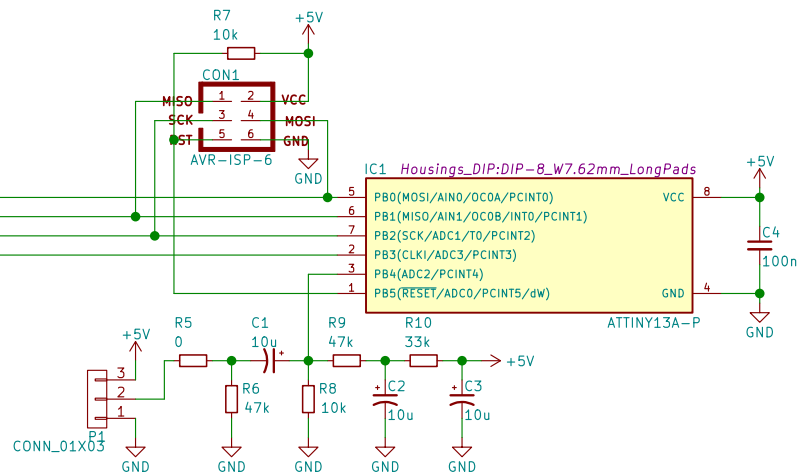 R7
10k
+5V
CON1
MISO 1 2 VCC
SCK 3 4 MOSI
RST 5 6 GND
AVR-ISP-6
GND
IC1 Housings_DIP:DIP-8_W7.62mm_LongPads
+5V
5 PB0(MOSI/AIN0/OC0A/PCINT0) VCC 8
6 PB1(MISO/AIN1/OC0B/INT0/PCINT1)
7 PB2(SCK/ADC1/T0/PCINT2)
C4
100n
2 PB3(CLKI/ADC3/PCINT3)
3 PB4(ADC2/PCINT4)
1 PB5(RESET/ADC0/PCINT5/dW) GND 4
ATTINY13A-P
GND
+5V
R5
0
C1
10u
+
R9
47k
R10
33k
+5V
3
2
1
P1
CONN_01X03
R6
47k
R8
10k
+
C2
10u
+
C3
10u
GND
GND
GND
GND
GND